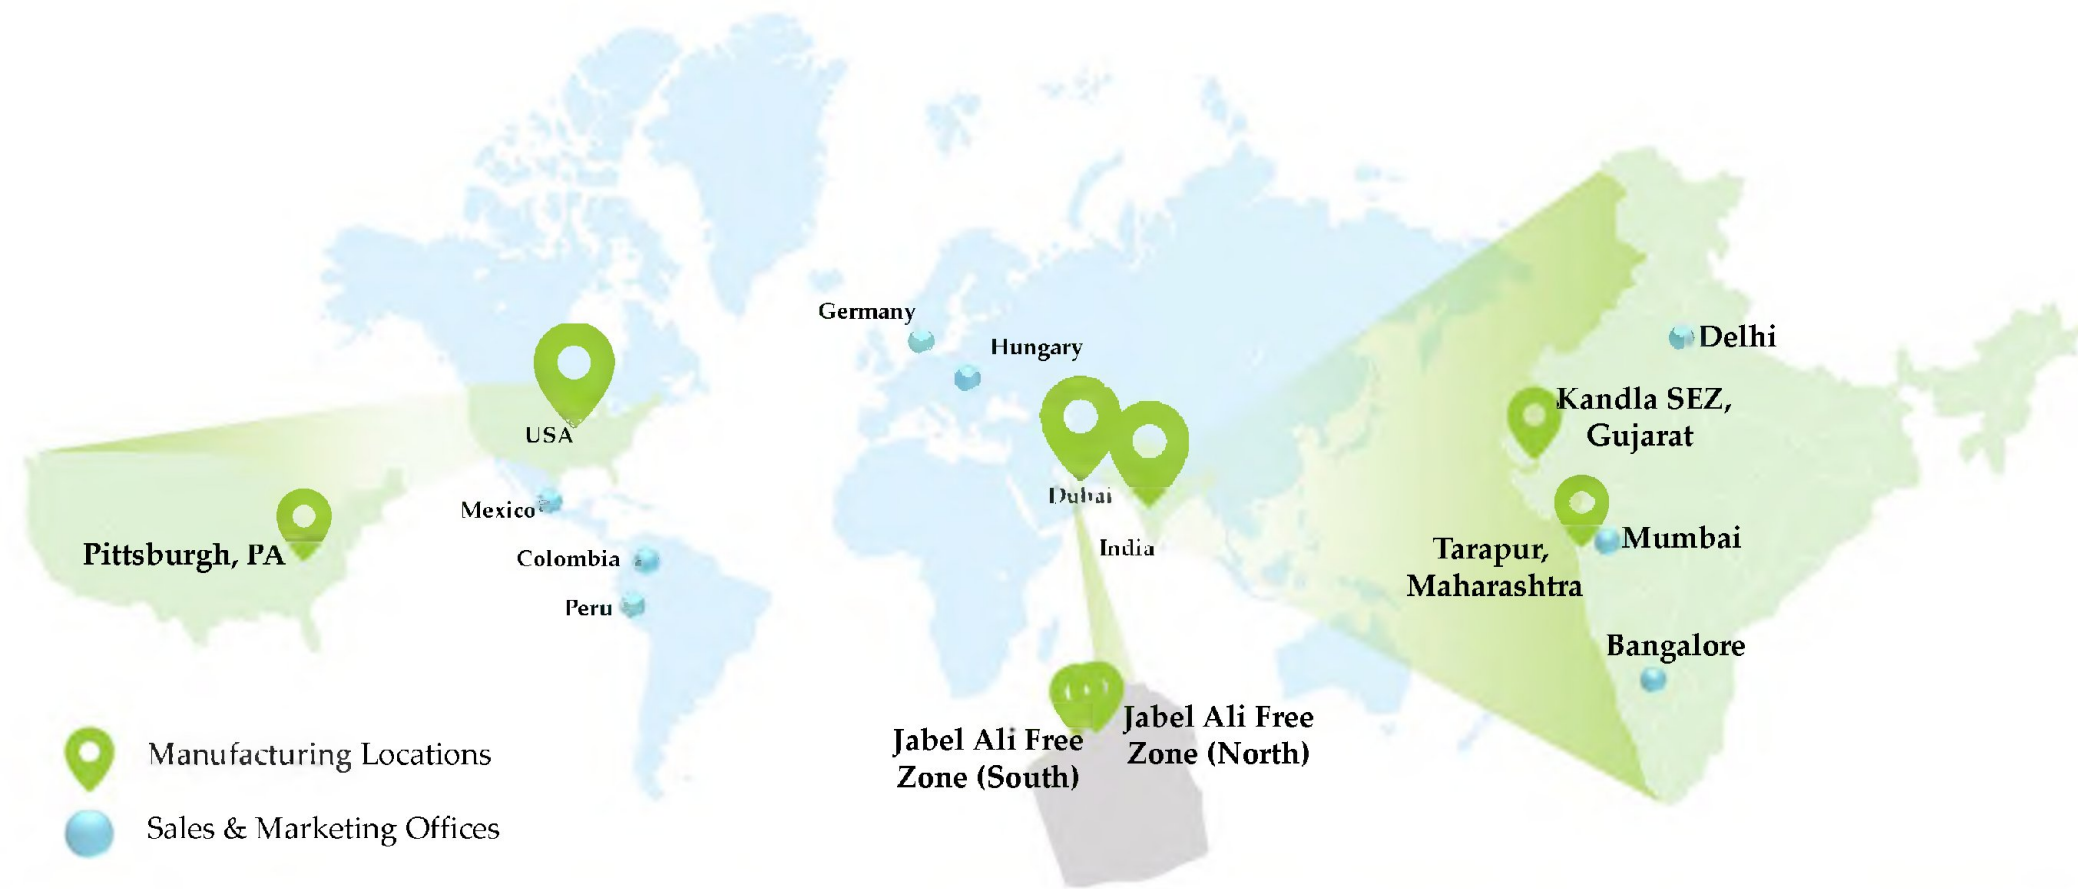 Germany
Hungary
Delhi
Kandla SEZ,
Gujarat
USA
Dubai
Mexico
India
Mumbai
Pittsburgh, PA
Colombia
Tarapur,
Maharashtra
Peru
Bangalore
Jabel Ali Free
Zone (North)
Jabel Ali Free
Zone (South)
Manufacturing Locations
Sales & Marketing Offices